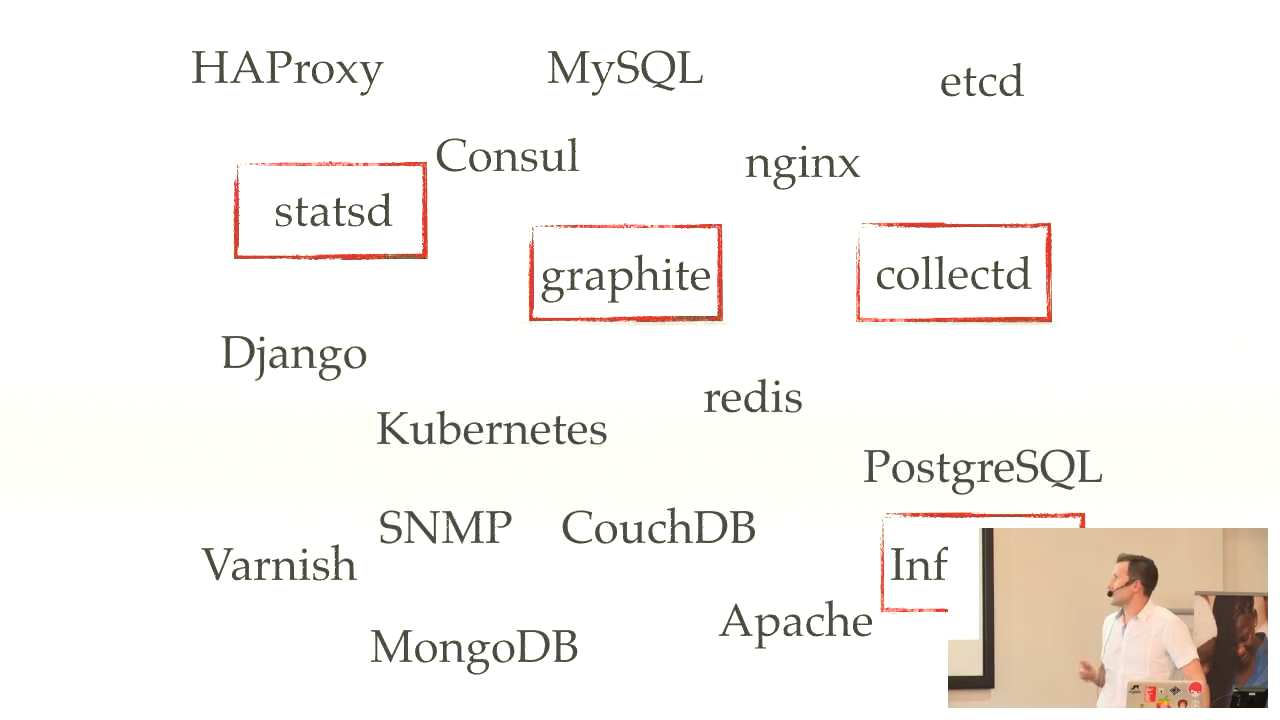 HAProxy
MySQL
etcd
Consul
nginx
statsd
graphite
collectd
Django
redis
Kubernetes
PostgreSQL
SNMP
CouchDB
Varnish
Inf
Apache
MongoDB